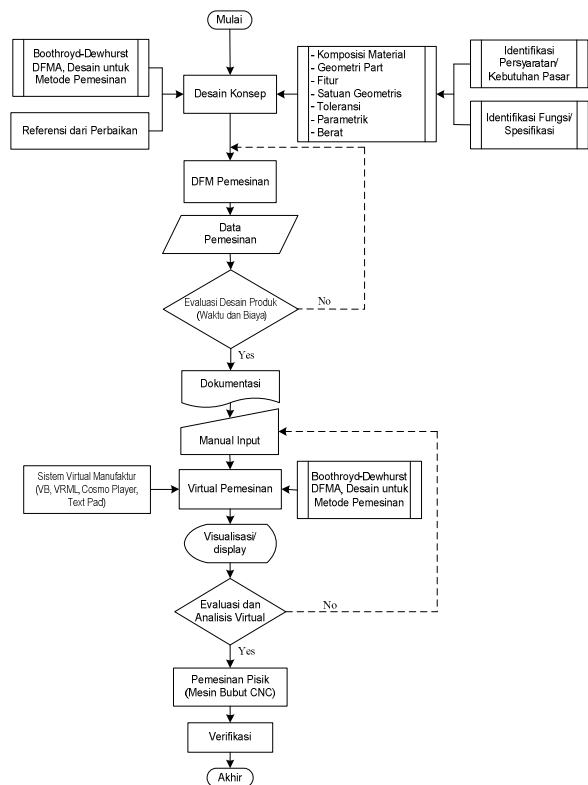 Mulai
Boothroyd-Dewhurst
DFMA, Desain untuk
Metode Pemesinan
Referensi dari Perbaikan
Desain Konsep
- Komposisi Material
- Geometri Part
- Fitur
- Satuan Geometris
- Toleransi
- Parametrik
- Berat
Identifikasi
Persyaratan/
Kebutuhan Pasar
Identifikasi Fungsi/
Spesifikasi
DFM Pemesinan
Data
Pemesinan
Evaluasi Desain Produk
(Waktu dan Biaya)
No
Yes
Dokumentasi
Manual Input
Sistem Virtual Manufaktur
(VB, VRML, Cosmo Player,
Text Pad)
Virtual Pemesinan
Boothroyd-Dewhurst
DFMA, Desain untuk
Metode Pemesinan
Visualisasi/
display
Evaluasi dan
Analisis Virtual
No
Yes
Pemesinan Pisik
(Mesin Bubut CNC)
Verifikasi
Akhir